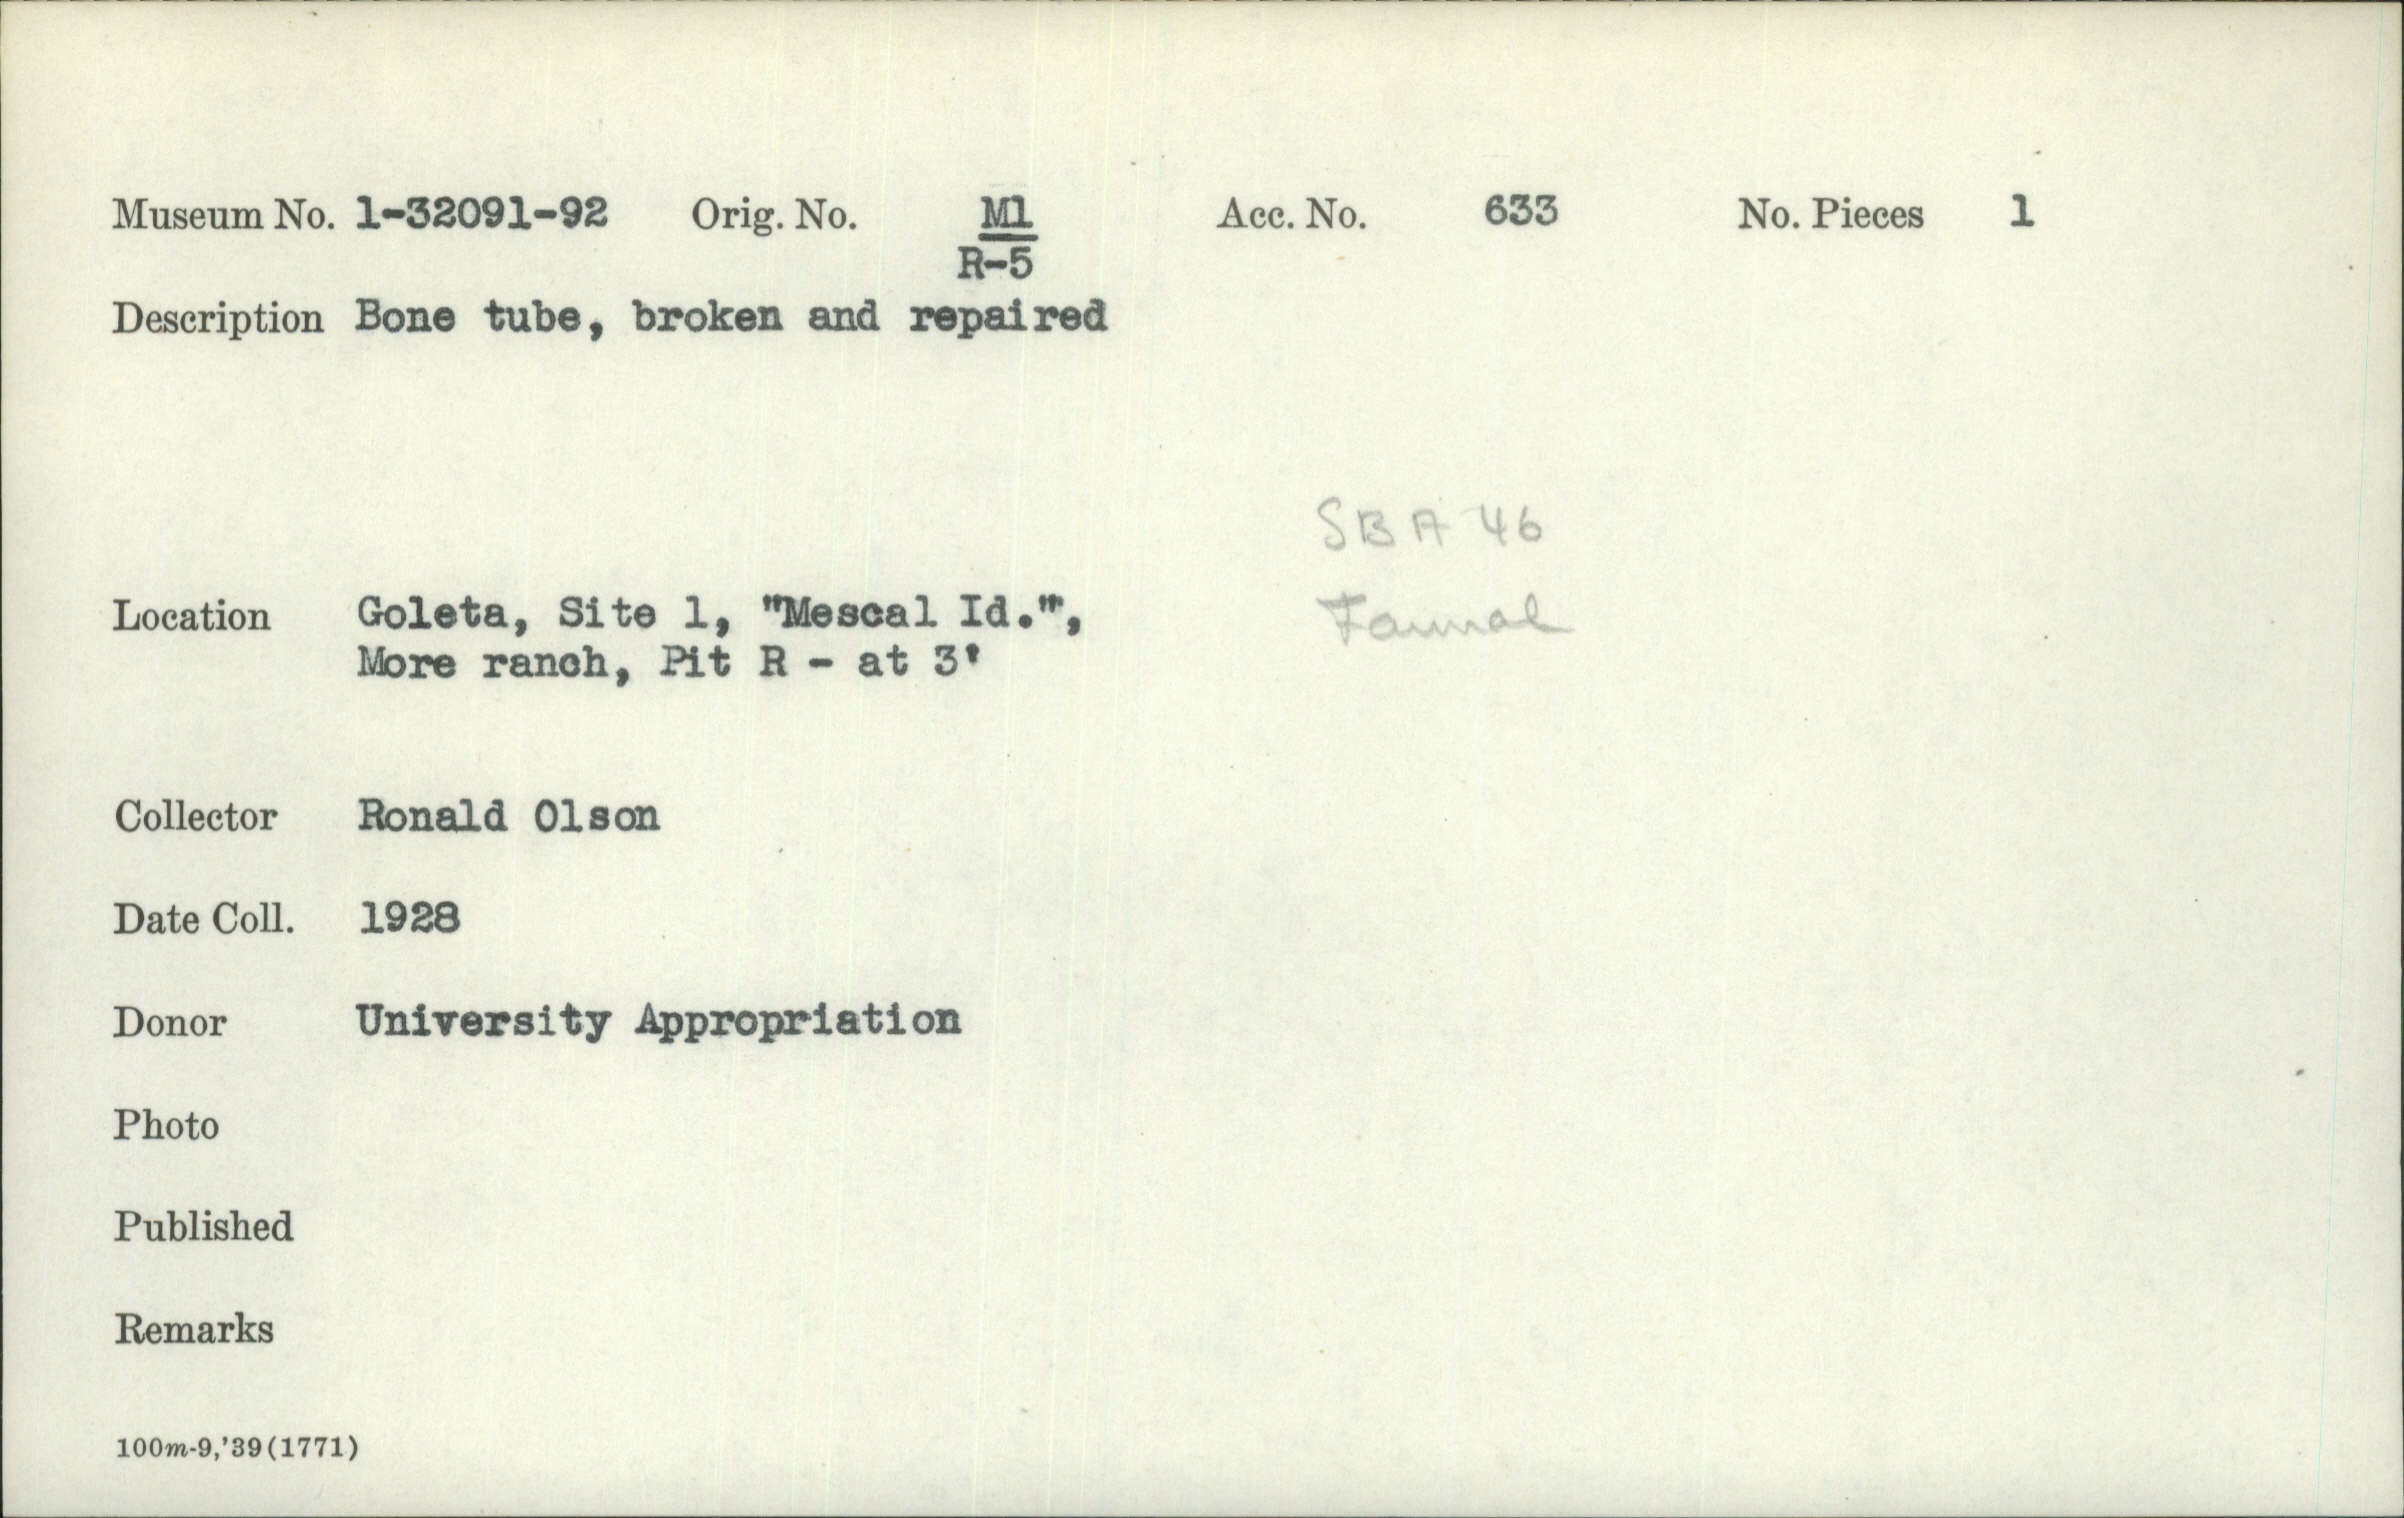 Museum No. 1-32091-92 Orig. No. M1 Acc. No. 633 No. Pieces 1
R-5
Description Bone tube, broken and repaired
SBA 46
Location Goleta, Site 1, "Mescal Id.", Faunal
More ranch, Pit R - at 3'
Collector Ronald Olson
Date Coll. 1928
Donor University Appropriation
Photo
Published
Remarks
100m-9,'39(1771)